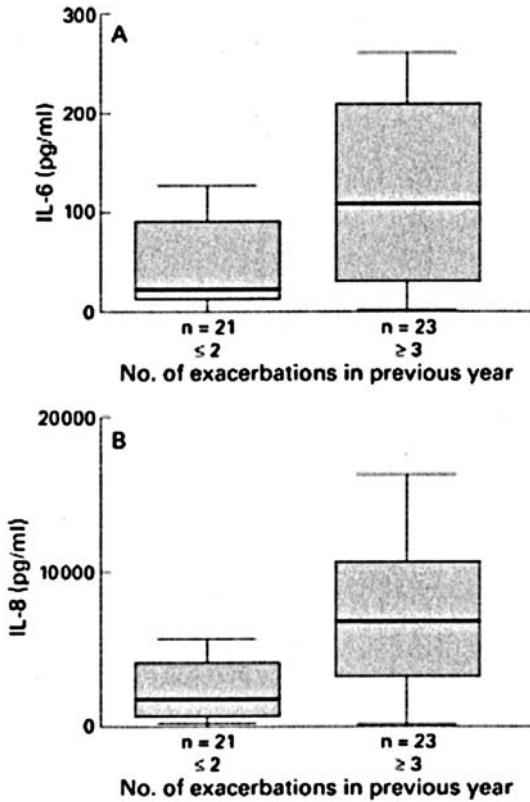 A
300
200
100
0
IL-6 (pg/ml)
n = 21
n = 23
≤ 2
≥ 3
No. of exacerbations in previous year
B
20000
10000
0
IL-8 (pg/ml)
n = 21
n = 23
≤ 2
≥ 3
No. of exacerbations in previous year